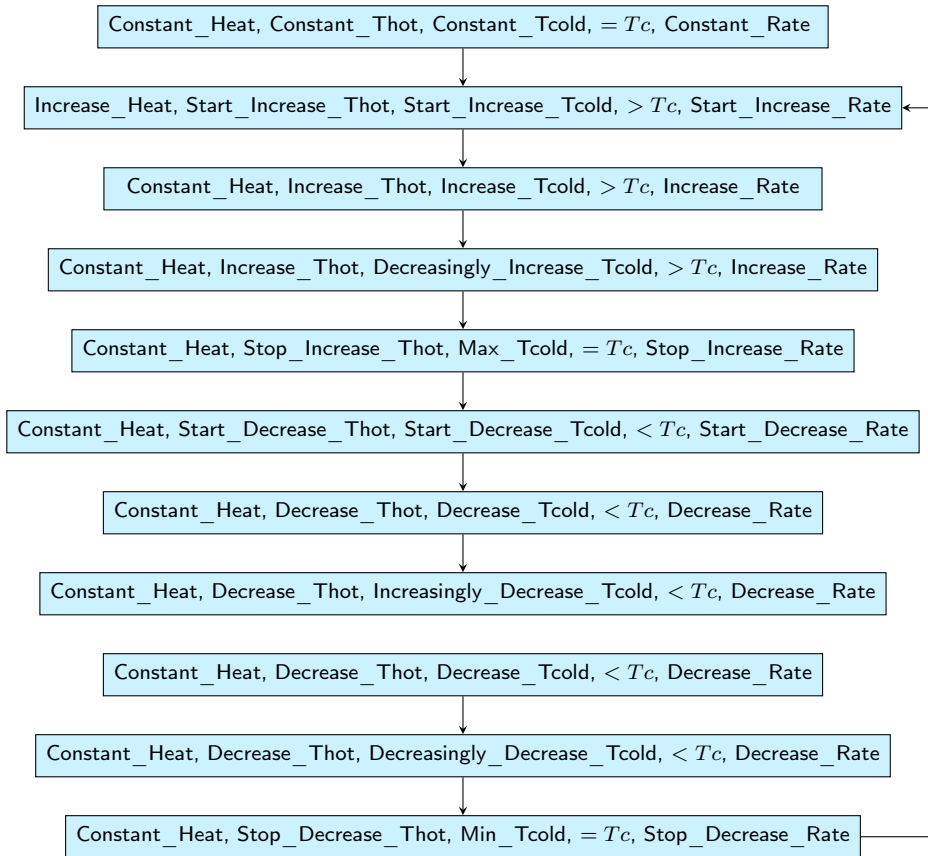 Constant_Heat, Constant_Thot, Constant_Tcold, = Tc, Constant_Rate
Increase_Heat, Start_Increase_Thot, Start_Increase_Tcold, > Tc, Start_Increase_Rate
Constant_Heat, Increase_Thot, Increase_Tcold, > Tc, Increase_Rate
Constant_Heat, Increase_Thot, Decreasingly_Increase_Tcold, > Tc, Increase_Rate
Constant_Heat, Stop_Increase_Thot, Max_Tcold, = Tc, Stop_Increase_Rate
Constant_Heat, Start_Decrease_Thot, Start_Decrease_Tcold, < Tc, Start_Decrease_Rate
Constant_Heat, Decrease_Thot, Decrease_Tcold, < Tc, Decrease_Rate
Constant_Heat, Decrease_Thot, Increasingly_Decrease_Tcold, < Tc, Decrease_Rate
Constant_Heat, Decrease_Thot, Decrease_Tcold, < Tc, Decrease_Rate
Constant_Heat, Decrease_Thot, Decreasingly_Decrease_Tcold, < Tc, Decrease_Rate
Constant_Heat, Stop_Decrease_Thot, Min_Tcold, = Tc, Stop_Decrease_Rate